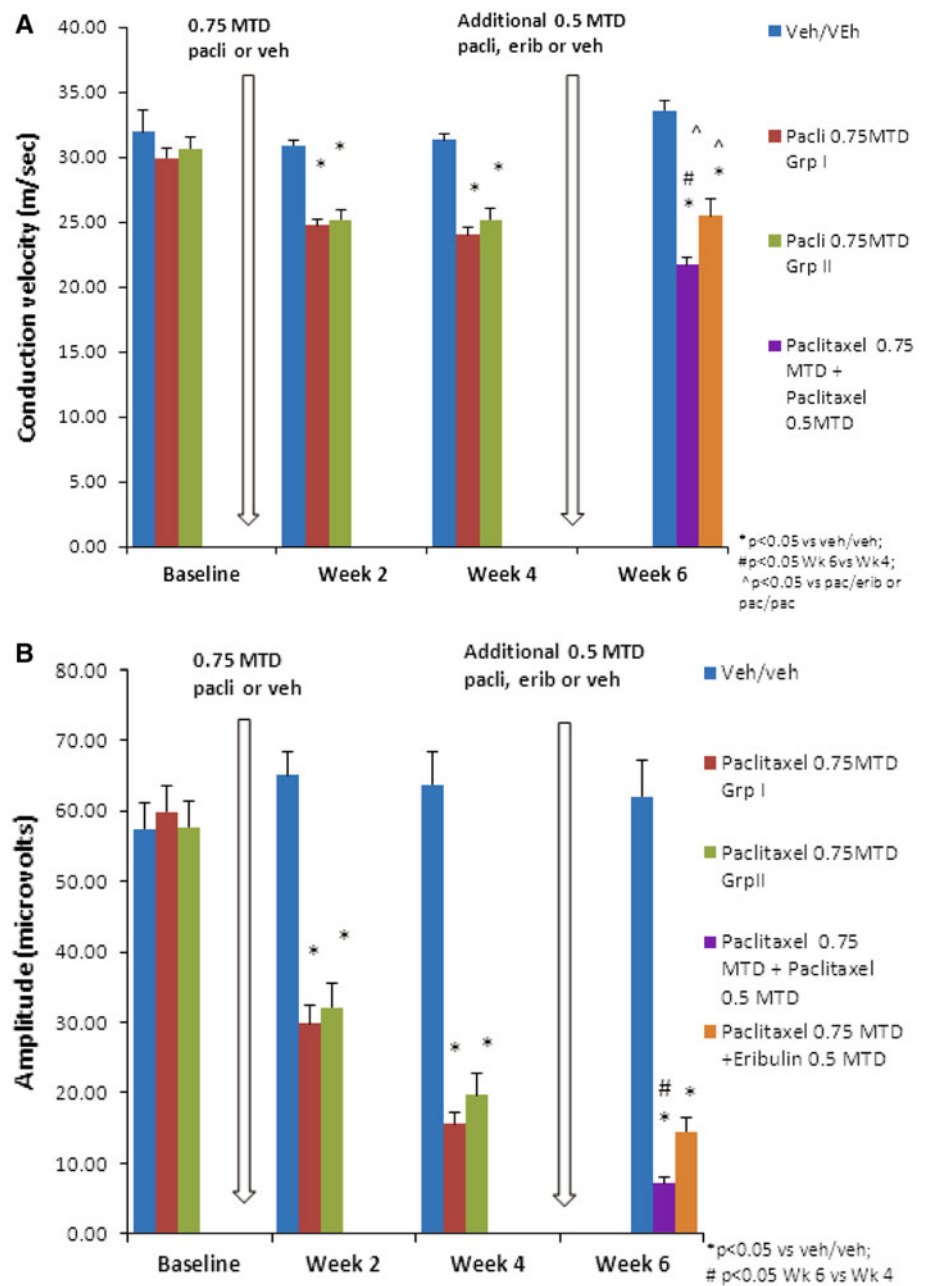 A
0.75 MTD
pacli or veh
Additional 0.5 MTD
pacli, erib or veh
Conduction velocity (m/sec)
40.00
35.00
30.00
25.00
20.00
15.00
10.00
5.00
0.00
* *
* *
^
^
#
* *
Baseline Week 2 Week 4 Week 6
Veh/VEh
Pacli 0.75MTD
Grp I
Pacli 0.75MTD
Grp II
Paclitaxel 0.75
MTD +
Paclitaxel
0.5MTD
*p<0.05 vs veh/veh;
#p<0.05 Wk 6vs Wk 4;
^p<0.05 vs pac/erib or
pac/pac
B
0.75 MTD
pacli or veh
Additional 0.5 MTD
pacli, erib or veh
Amplitude (microvolts)
80.00
70.00
60.00
50.00
40.00
30.00
20.00
10.00
0.00
* *
* *
#
* *
Baseline Week 2 Week 4 Week 6
Veh/veh
Paclitaxel 0.75MTD
Grp I
Paclitaxel 0.75MTD
GrpII
Paclitaxel 0.75
MTD + Paclitaxel
0.5 MTD
Paclitaxel 0.75 MTD
+Eribulin 0.5 MTD
*p<0.05 vs veh/veh;
# p<0.05 Wk 6 vs Wk 4